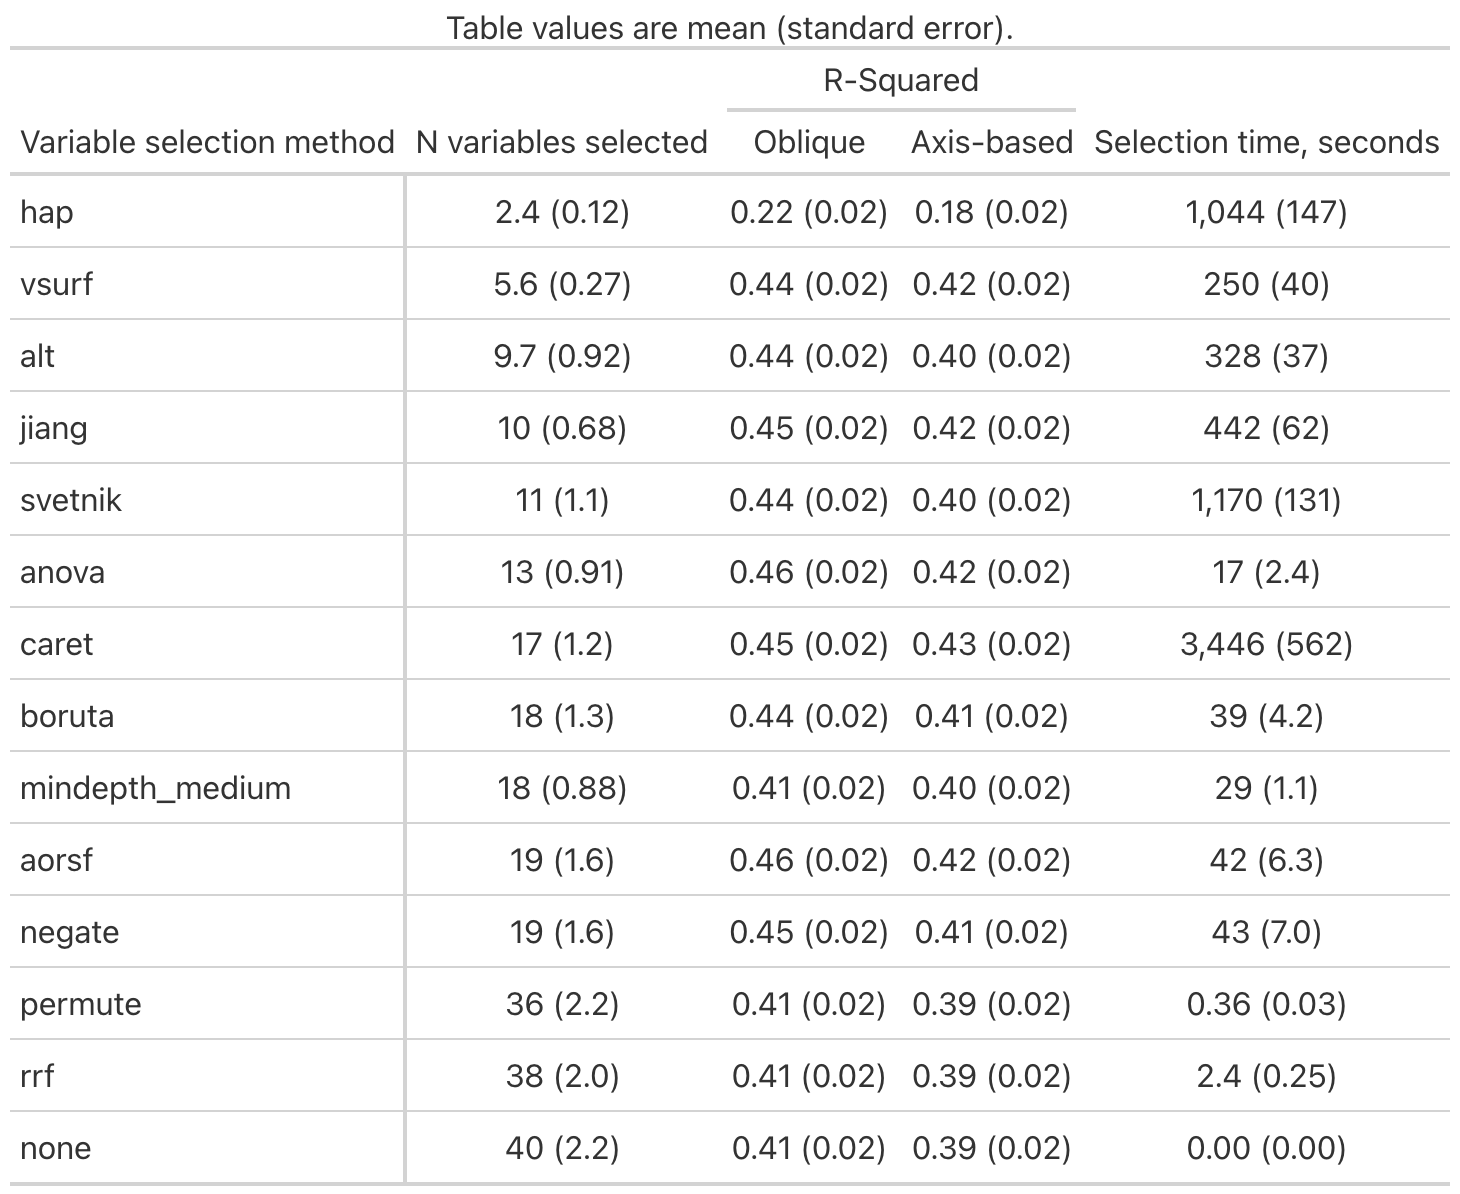 Table values are mean (standard error).
R-Squared
Variable selection method N variables selected Oblique Axis-based Selection time, seconds
hap 2.4 (0.12) 0.22 (0.02) 0.18 (0.02) 1,044 (147)
vsurf 5.6 (0.27) 0.44 (0.02) 0.42 (0.02) 250 (40)
alt 9.7 (0.92) 0.44 (0.02) 0.40 (0.02) 328 (37)
jiang 10 (0.68) 0.45 (0.02) 0.42 (0.02) 442 (62)
svetnik 11 (1.1) 0.44 (0.02) 0.40 (0.02) 1,170 (131)
anova 13 (0.91) 0.46 (0.02) 0.42 (0.02) 17 (2.4)
caret 17 (1.2) 0.45 (0.02) 0.43 (0.02) 3,446 (562)
boruta 18 (1.3) 0.44 (0.02) 0.41 (0.02) 39 (4.2)
mindepth_medium 18 (0.88) 0.41 (0.02) 0.40 (0.02) 29 (1.1)
aorsf 19 (1.6) 0.46 (0.02) 0.42 (0.02) 42 (6.3)
negate 19 (1.6) 0.45 (0.02) 0.41 (0.02) 43 (7.0)
permute 36 (2.2) 0.41 (0.02) 0.39 (0.02) 0.36 (0.03)
rrf 38 (2.0) 0.41 (0.02) 0.39 (0.02) 2.4 (0.25)
none 40 (2.2) 0.41 (0.02) 0.39 (0.02) 0.00 (0.00)